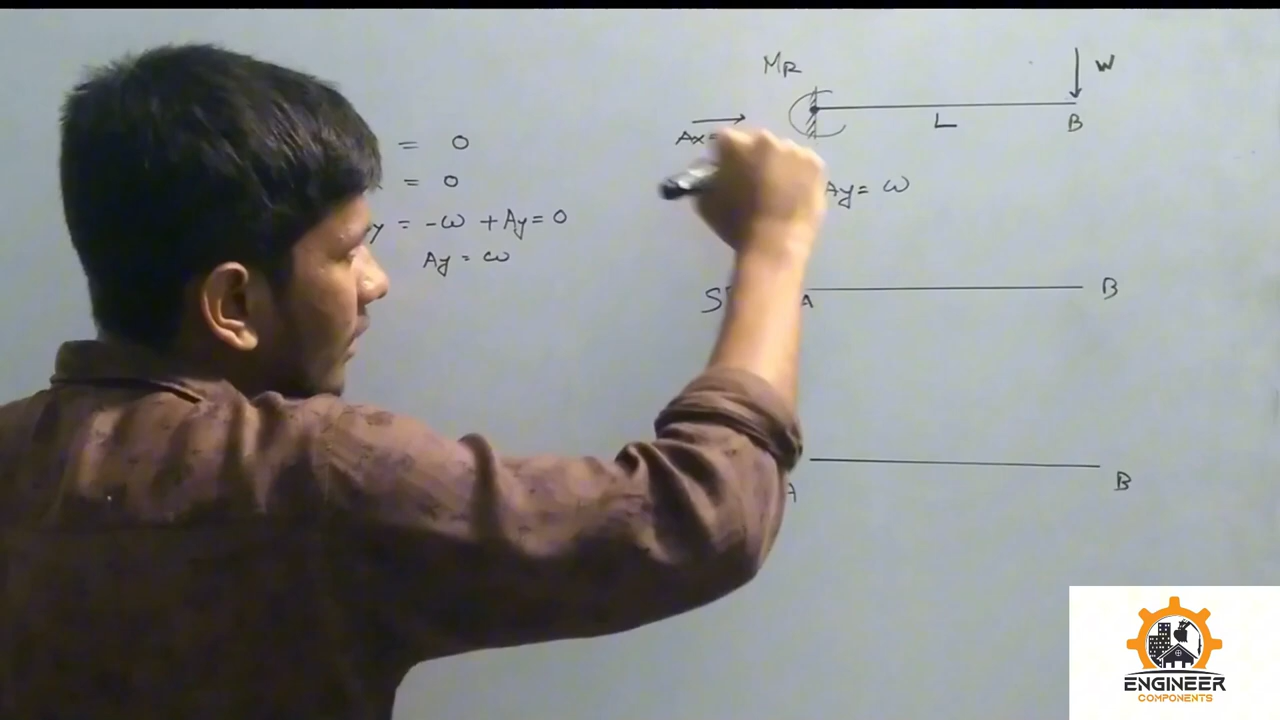 = 0
= 0
y = -ω + Ay = 0
Ay = ω
MR
W
Ax=
L
B
Ay = ω
S
A
B
A
B
ENGINEER
COMPONENTS